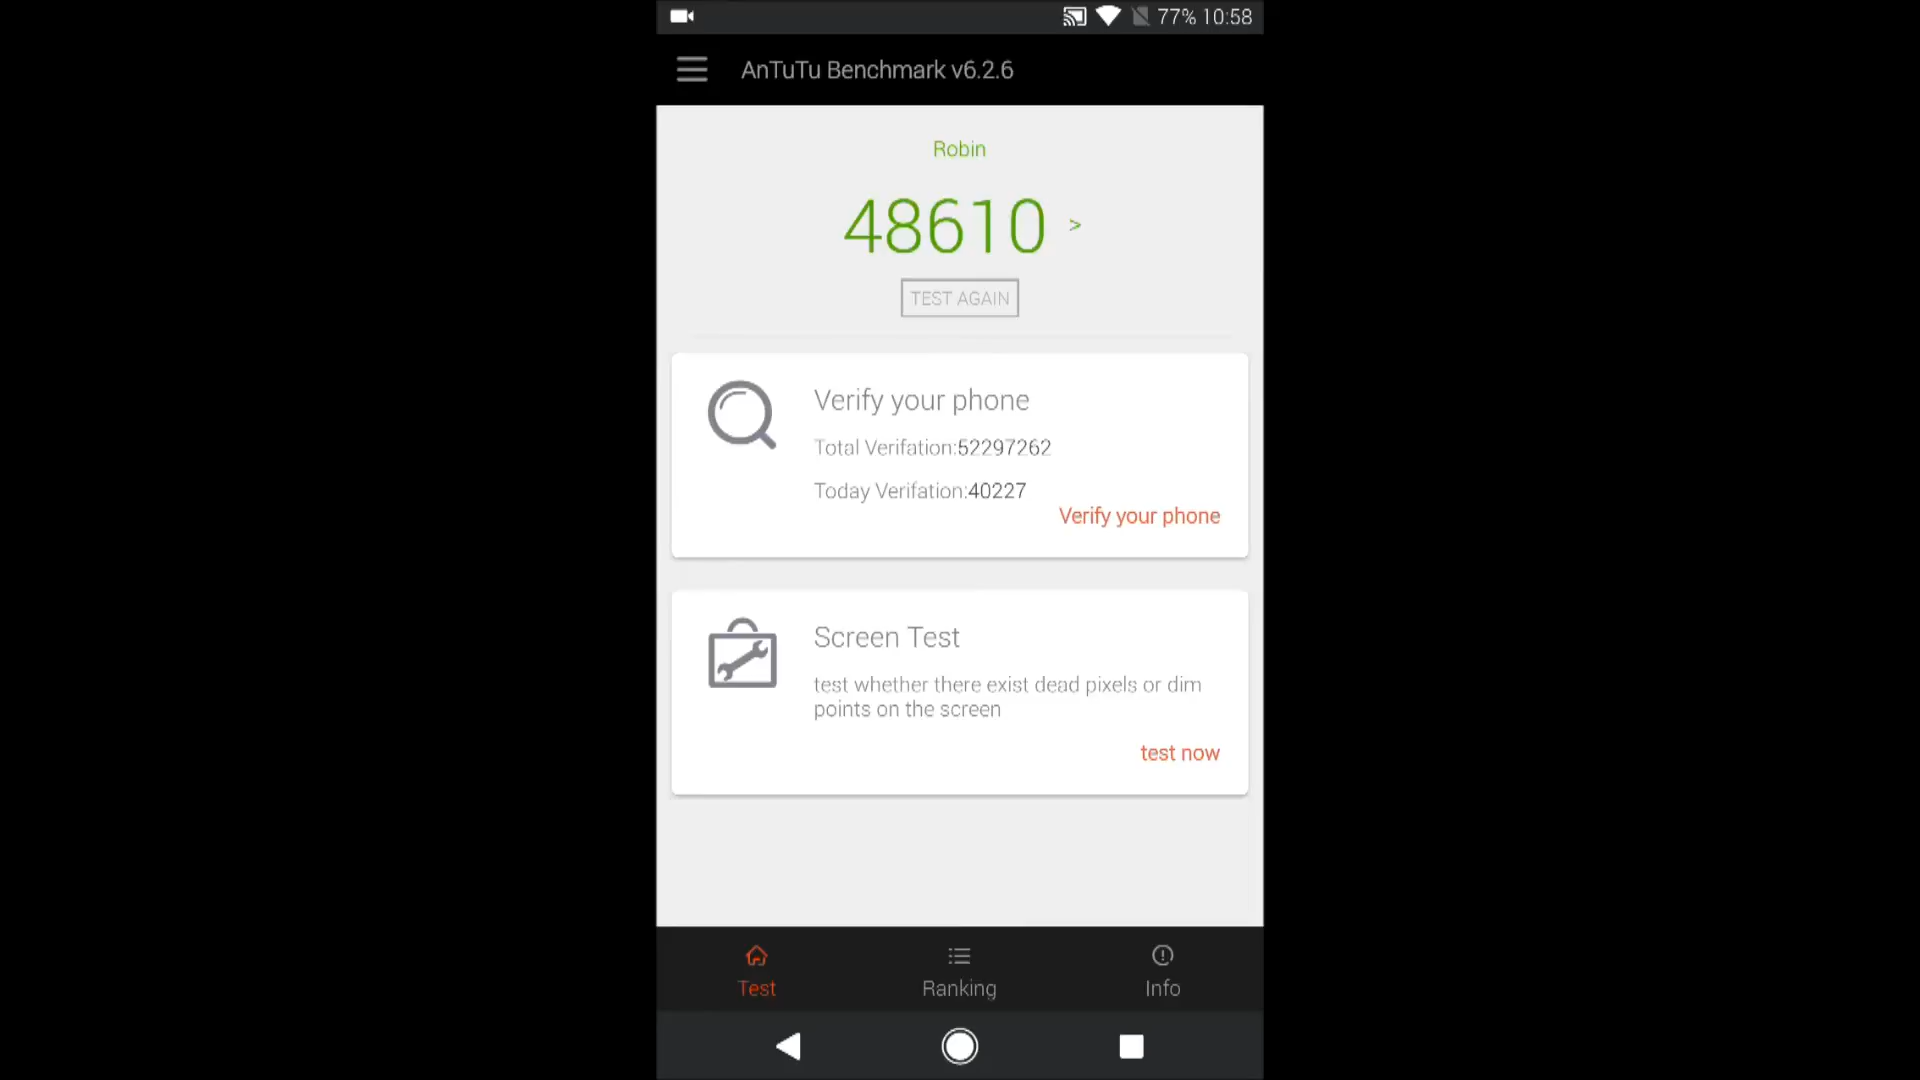 77% 10:58
AnTuTu Benchmark v6.2.6
Robin
48610 >
TEST AGAIN
Verify your phone
Total Verifation:52297262
Today Verifation:40227
Verify your phone
Screen Test
test whether there exist dead pixels or dim
points on the screen
test now
Test Ranking Info